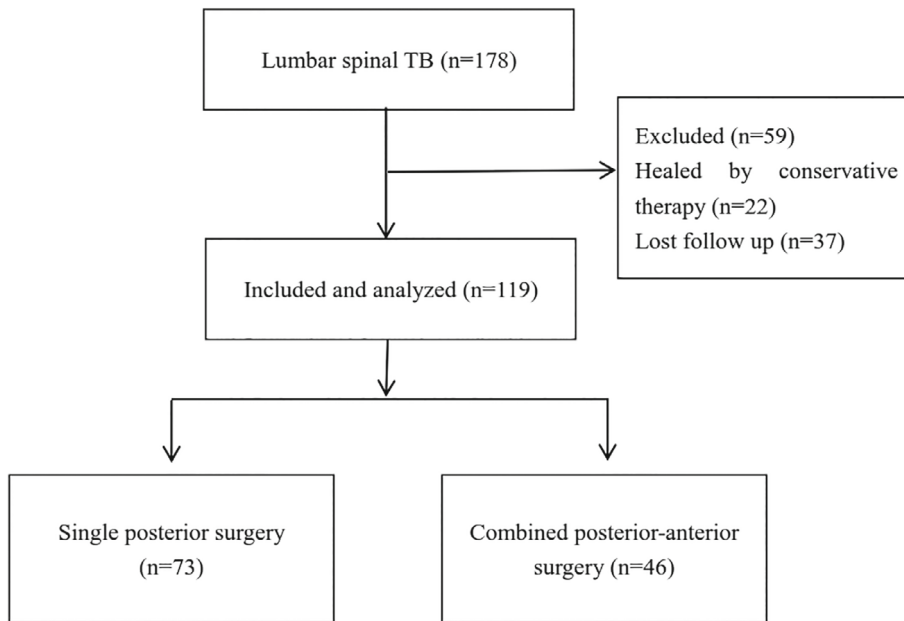 Lumbar spinal TB (n=178)
Excluded (n=59)
Healed by conservative
therapy (n=22)
Lost follow up (n=37)
Included and analyzed (n=119)
Single posterior surgery
(n=73)
Combined posterior-anterior
surgery (n=46)